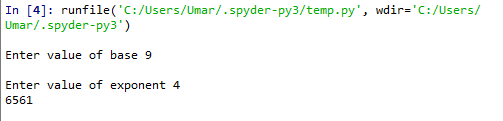 In [4]: runfile('C:/Users/Umar/.spyder-py3/temp.py', wdir='C:/Users/
Umar/.spyder-py3')
Enter value of base 9
Enter value of exponent 4
6561